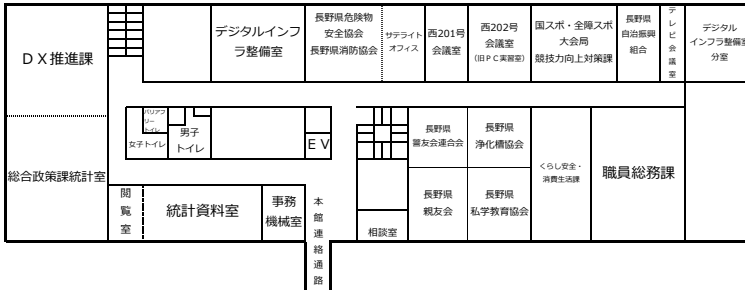 ＤＸ推進課
デジタルインフ
ラ整備室
長野県危険物
安全協会
長野県消防協会
サテライト
オフィス
西201号
会議室
西202号
会議室
（旧ＰＣ実習室）
国スポ・全障スポ
大会局
競技力向上対策課
長野県
自治振興
組合
テ
レ
ビ
会
議
室
デジタル
インフラ整備室
分室
バリアフ
リー
トイレ
女子トイレ
男子
トイレ
ＥＶ
長野県
警友会連合会
長野県
浄化槽協会
くらし安全・
消費生活課
職員総務課
総合政策課統計室
閲
覧
室
統計資料室
事務
機械室
本
館
連
絡
通
路
相談室
長野県
親友会
長野県
私学教育協会